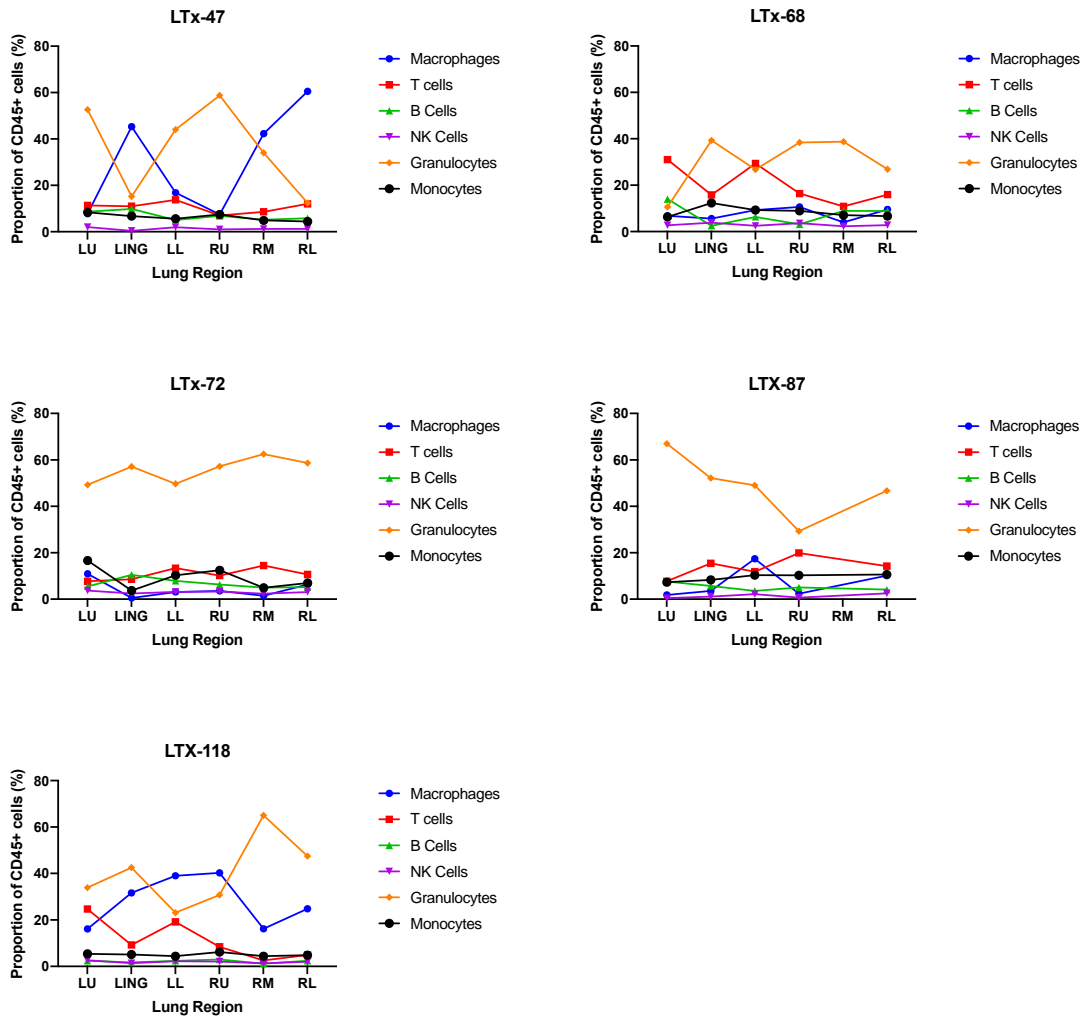 LTx-47
Proportion of CD45+ cells (%)
80
60
40
20
0
LU LING LL RU RM RL
Lung Region
Macrophages
T cells
B Cells
NK Cells
Granulocytes
Monocytes
LTx-68
Proportion of CD45+ cells (%)
80
60
40
20
0
LU LING LL RU RM RL
Lung Region
Macrophages
T cells
B Cells
NK Cells
Granulocytes
Monocytes
LTx-72
Proportion of CD45+ cells (%)
80
60
40
20
0
LU LING LL RU RM RL
Lung Region
Macrophages
T cells
B Cells
NK Cells
Granulocytes
Monocytes
LTX-87
Proportion of CD45+ cells (%)
80
60
40
20
0
LU LING LL RU RM RL
Lung Region
Macrophages
T cells
B Cells
NK Cells
Granulocytes
Monocytes
LTX-118
Proportion of CD45+ cells (%)
80
60
40
20
0
LU LING LL RU RM RL
Lung Region
Macrophages
T cells
B Cells
NK Cells
Granulocytes
Monocytes